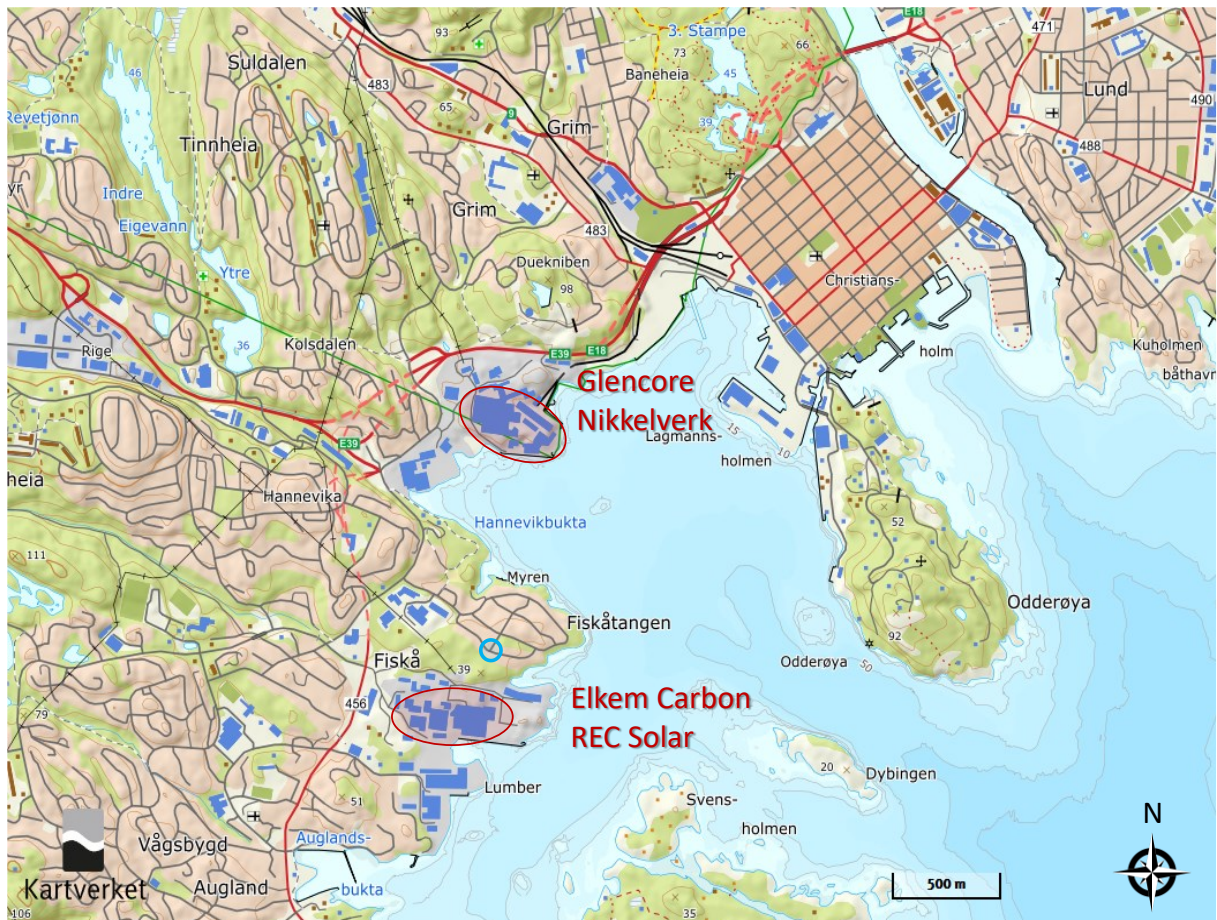 93
3. Stampe
73
66
E18
471
Suldalen
483
Baneheia
45
Lund
490
46
65
9
Revetjønn
Grim
39
488
Tinnheia
yr
Indre
Grim
Eigevann
483
Duekniben
Ytre
98
Christians-
36
Kolsdalen
E39
E18
holm
Rige
Kuholmen
båthavn
Glencore
Nikkelverk
Lagmanns-
15
10
holmen
E39
heia
Hannevika
Hannevikbukta
52
111
Myren
Odderøya
Fiskåtangen
92
Fiskå
39
Odderøya
50
456
Elkem Carbon
REC Solar
79
20
Dybingen
Lumber
Svens-
51
holmen
N
Vågsbygd
Auglands-
Kartverket
Augland
bukta
500 m
106
35